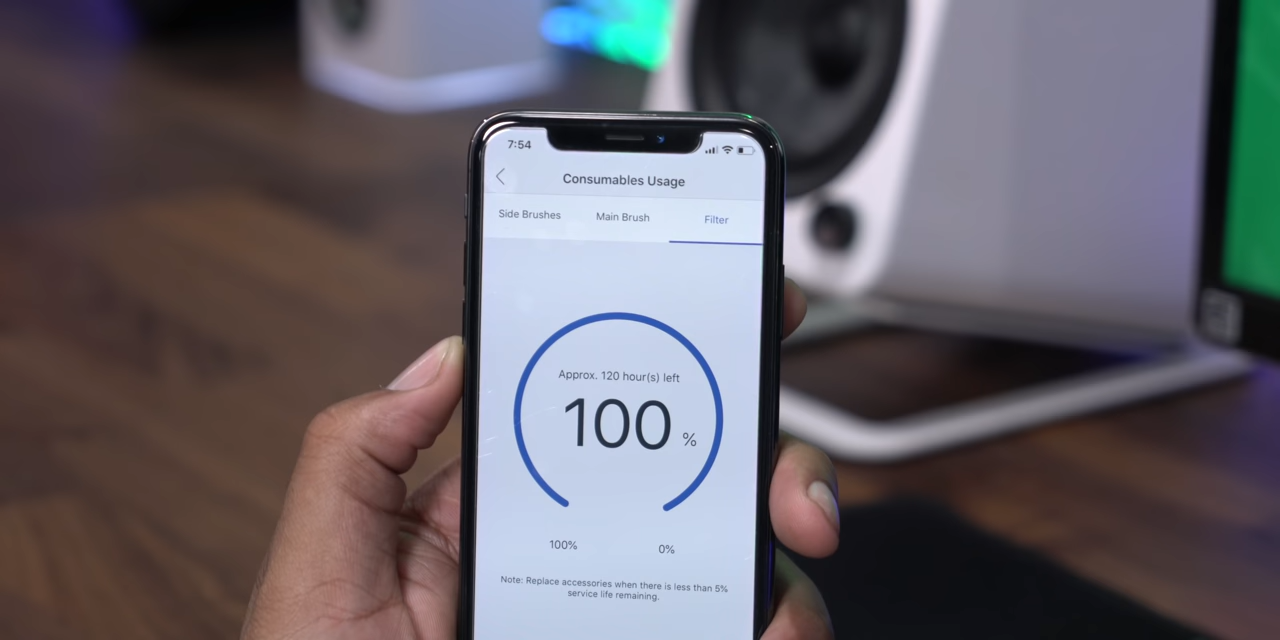 7:54
Consumables Usage
Side Brushes Main Brush Filter
Approx. 120 hour(s) left
100 %
100% 0%
Note: Replace accessories when there is less than 5%
service life remaining.